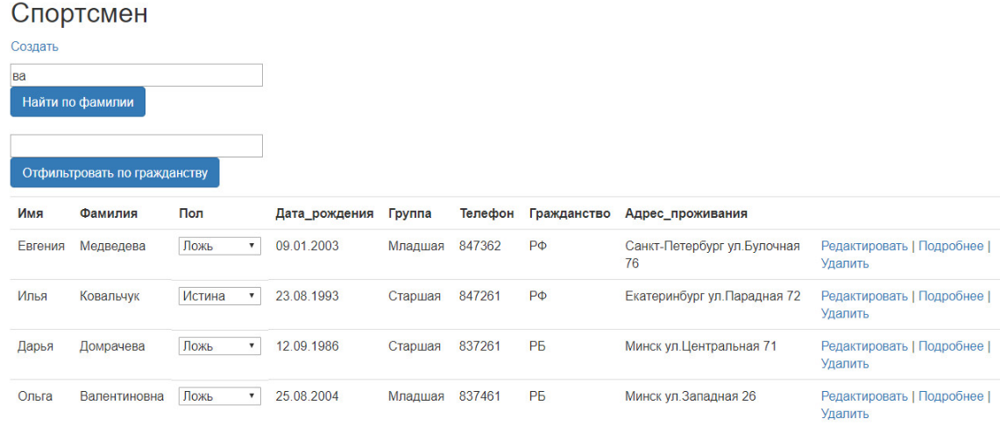 Спортсмен
Создать
ва
Найти по фамилии
Отфильтровать по гражданству
Имя Фамилия Пол Дата_рождения Группа Телефон Гражданство Адрес_проживания
Евгения Медведева Ложь 09.01.2003 Младшая 847362 РФ Санкт-Петербург ул.Булочная Редактировать | Подробнее |
76 Удалить
Илья Ковальчук Истина 23.08.1993 Старшая 847261 РФ Екатеринбург ул.Парадная 72 Редактировать | Подробнее |
Удалить
Дарья Домрачева Ложь 12.09.1986 Старшая 837261 РБ Минск ул.Центральная 71 Редактировать | Подробнее |
Удалить
Ольга Валентиновна Ложь 25.08.2004 Младшая 837461 РБ Минск ул.Западная 26 Редактировать | Подробнее |
Удалить